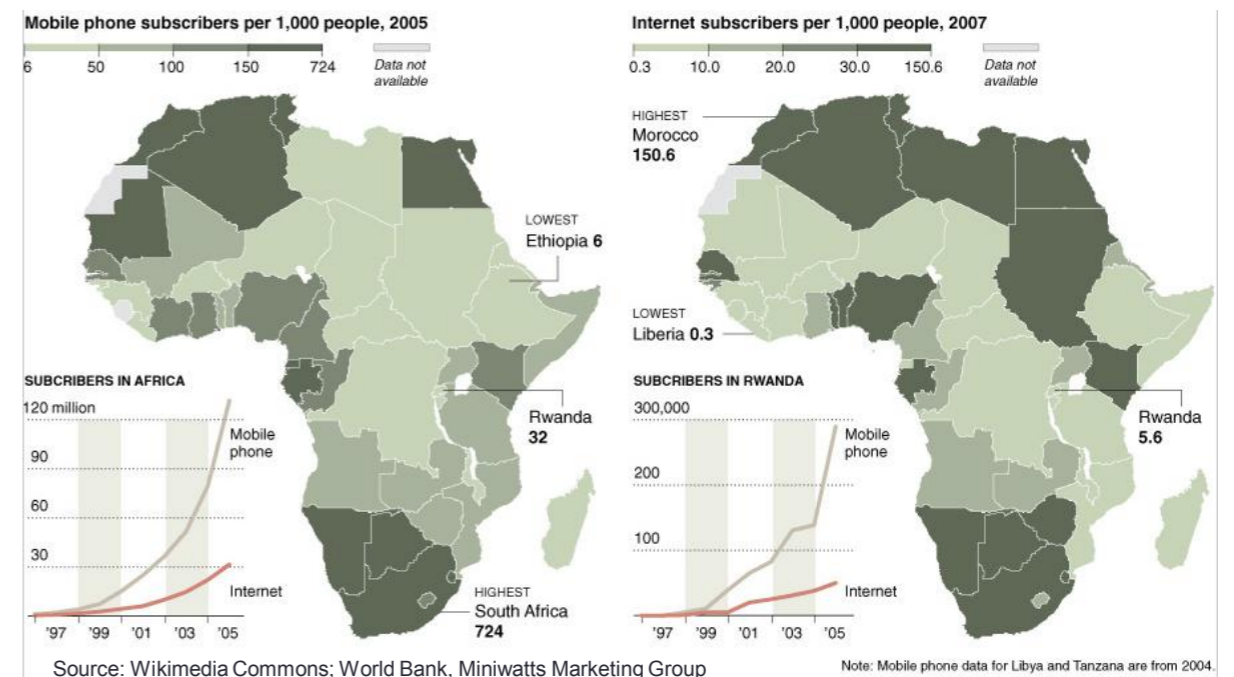 Mobile phone subscribers per 1,000 people, 2005
6 50 100 150 724
Data not
available
LOWEST
Ethiopia 6
Rwanda
32
HIGHEST
South Africa
724
SUBCRIBERS IN AFRICA
120 million
90
60
30
Mobile
phone
Internet
'97 '99 '01 '03 '05
Internet subscribers per 1,000 people, 2007
0.3 10.0 20.0 30.0 150.6
Data not
available
HIGHEST
Morocco
150.6
LOWEST
Liberia 0.3
Rwanda
5.6
SUBCRIBERS IN RWANDA
300,000
200
100
Mobile
phone
Internet
'97 '99 '01 '03 '05
Source: Wikimedia Commons; World Bank, Miniwatts Marketing Group
Note: Mobile phone data for Libya and Tanzana are from 2004.